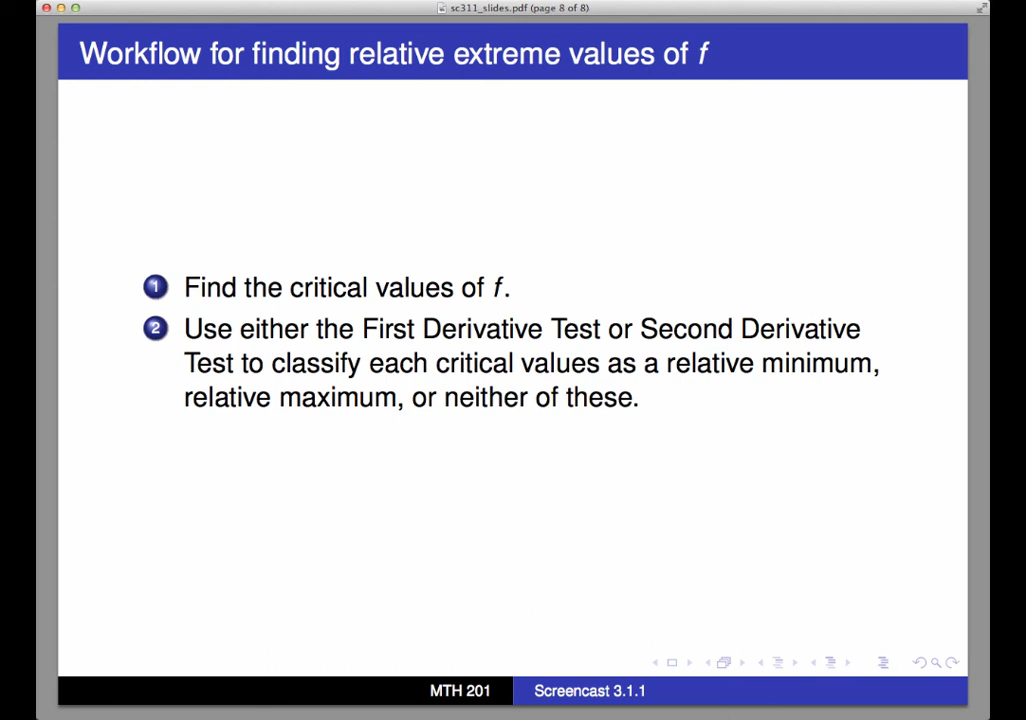 sc311_slides.pdf (page 8 of 8)
Workflow for finding relative extreme values of f
1 Find the critical values of f.
2 Use either the First Derivative Test or Second Derivative
Test to classify each critical values as a relative minimum,
relative maximum, or neither of these.
MTH 201 Screencast 3.1.1